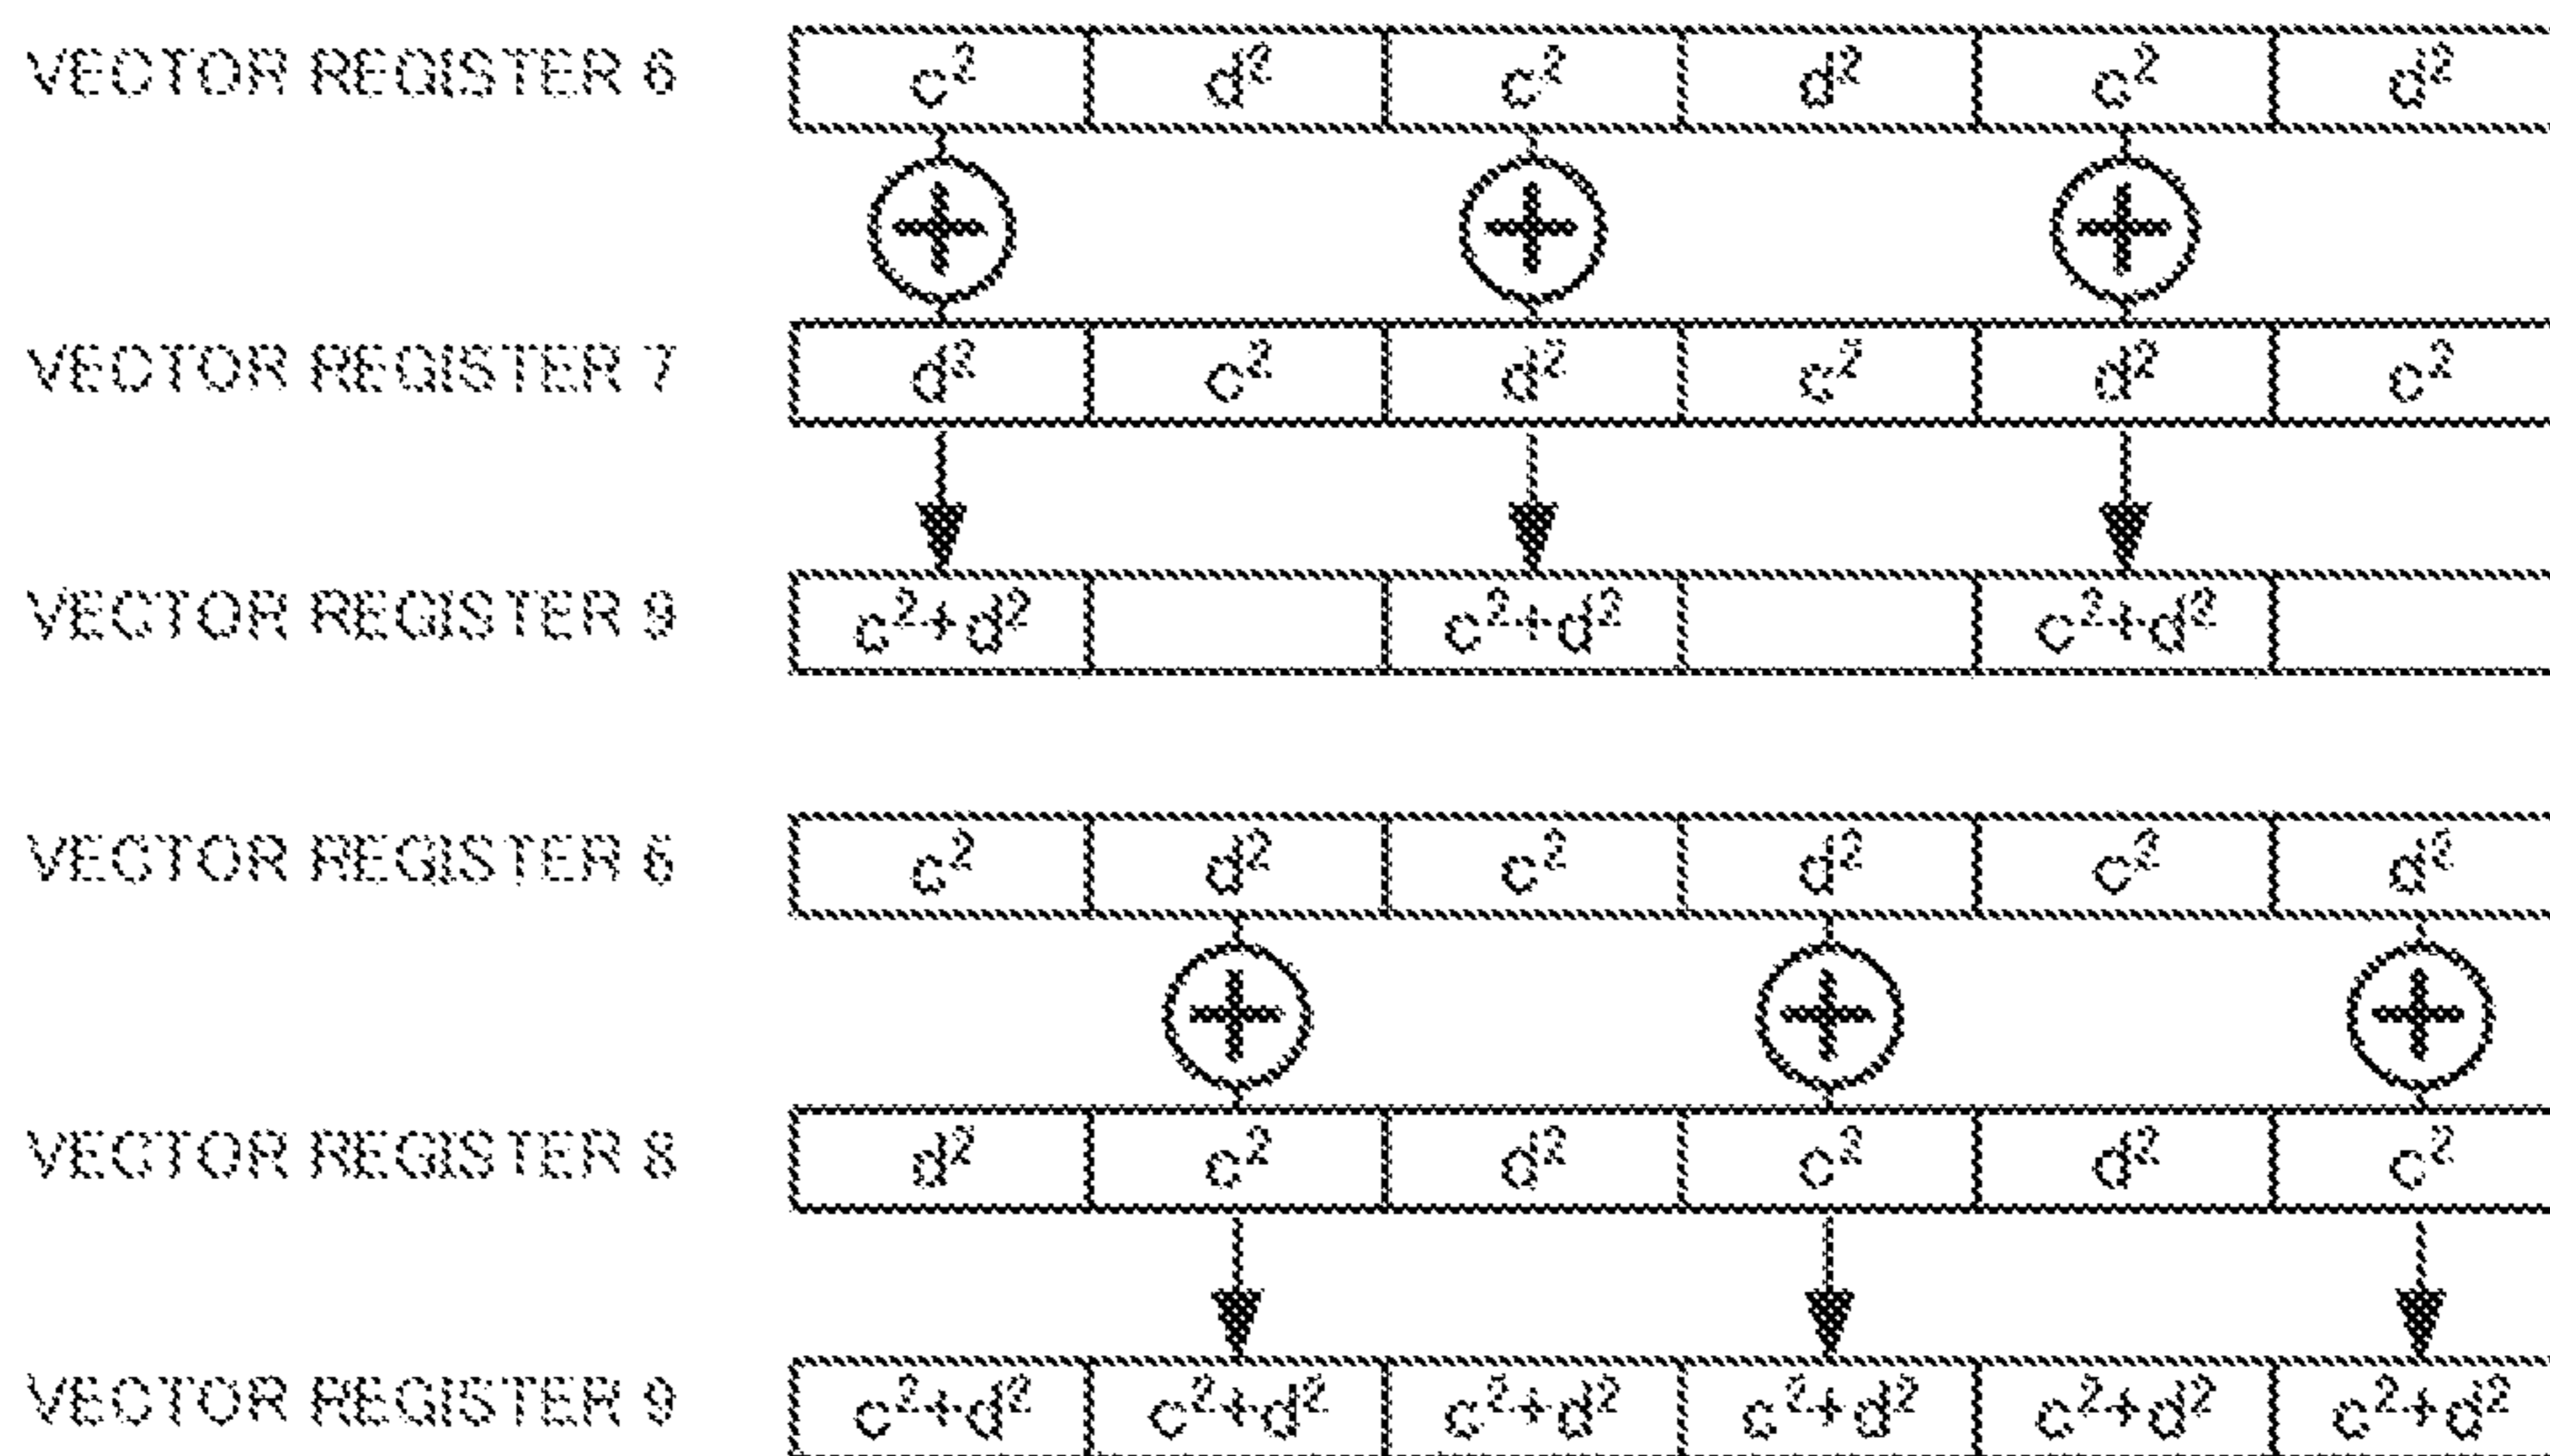 VECTOR REGISTER 6 c² d² c² d² c² d²
+ + +
VECTOR REGISTER 7 d² c² d² c² d² c²
VECTOR REGISTER 9 c²+d² c²+d² c²+d²
VECTOR REGISTER 6 c² d² c² d² c² d²
+ + +
VECTOR REGISTER 8 d² c² d² c² d² c²
VECTOR REGISTER 9 c²+d² c²+d² c²+d² c²+d² c²+d² c²+d²